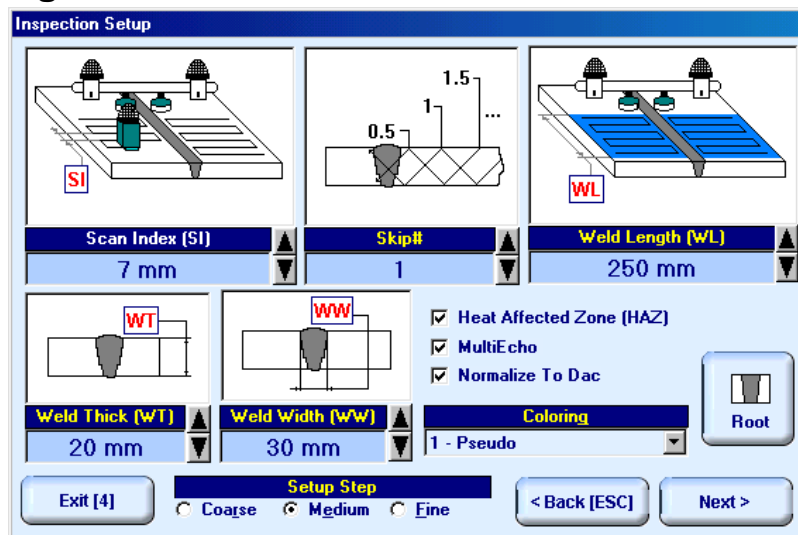 Inspection Setup
SI
0.5
1
1.5
...
WL
Scan Index (SI)
7 mm
Skip#
1
Weld Length (WL)
250 mm
WT
WW
Heat Affected Zone (HAZ)
MultiEcho
Normalize To Dac
Weld Thick (WT)
20 mm
Weld Width (WW)
30 mm
Coloring
1 - Pseudo
Root
Exit [4]
Setup Step
Coarse Medium Fine
< Back [ESC]
Next >